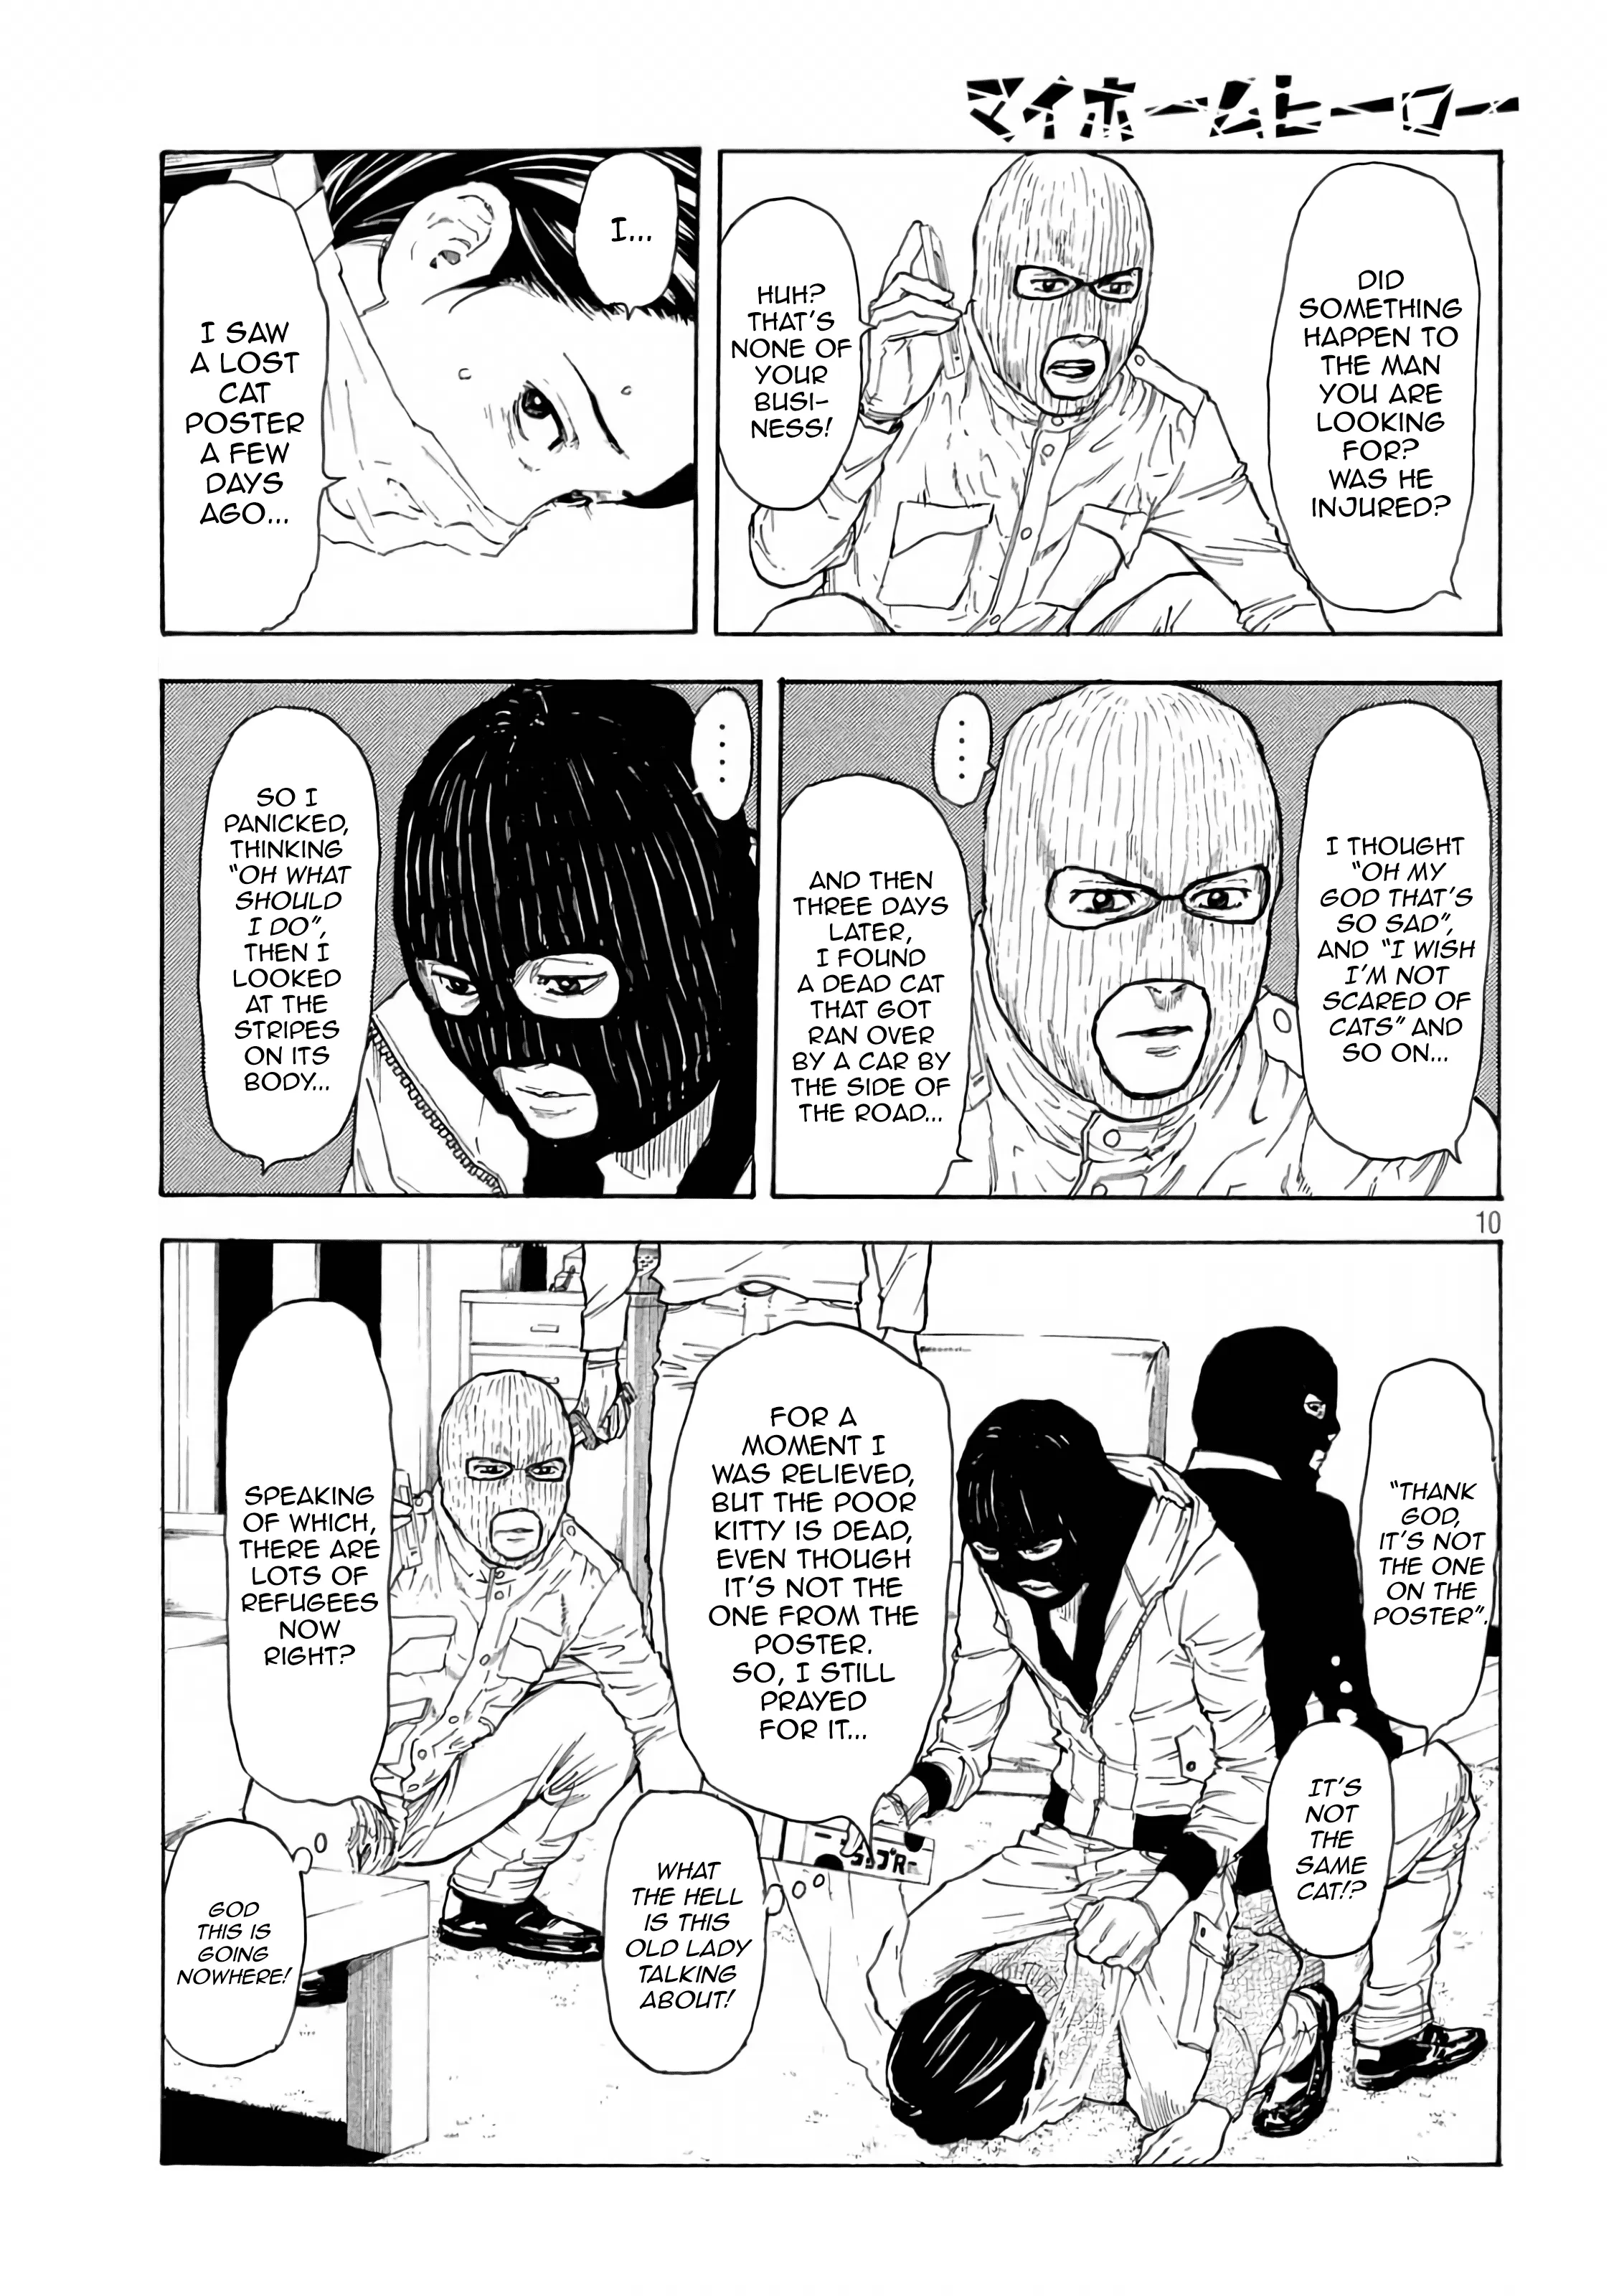 マイホームヒーロー
DID
SOMETHING
HAPPEN TO
THE MAN
YOU ARE
LOOKING
FOR?
WAS HE
INJURED?
HUH?
THAT'S
NONE OF
YOUR
BUSI-
NESS!
I...
I SAW
A LOST
CAT
POSTER
A FEW
DAYS
AGO...
I THOUGHT
"OH MY
GOD THAT'S
SO SAD",
AND "I WISH
I'M NOT
SCARED OF
CATS" AND
SO ON...
....
AND THEN
THREE DAYS
LATER,
I FOUND
A DEAD CAT
THAT GOT
RAN OVER
BY A CAR BY
THE SIDE OF
THE ROAD...
....
SO I
PANICKED,
THINKING
"OH WHAT
SHOULD
I DO",
THEN I
LOOKED
AT THE
STRIPES
ON ITS
BODY...
10
"THANK
GOD,
IT'S NOT
THE ONE
ON THE
POSTER".
IT'S
NOT
THE
SAME
CAT!?
FOR A
MOMENT I
WAS RELIEVED,
BUT THE POOR
KITTY IS DEAD,
EVEN THOUGH
IT'S NOT THE
ONE FROM THE
POSTER.
SO, I STILL
PRAYED
FOR IT...
WHAT
THE HELL
IS THIS
OLD LADY
TALKING
ABOUT!
SPEAKING
OF WHICH,
THERE ARE
LOTS OF
REFUGEES
NOW
RIGHT?
GOD
THIS IS
GOING
NOWHERE!